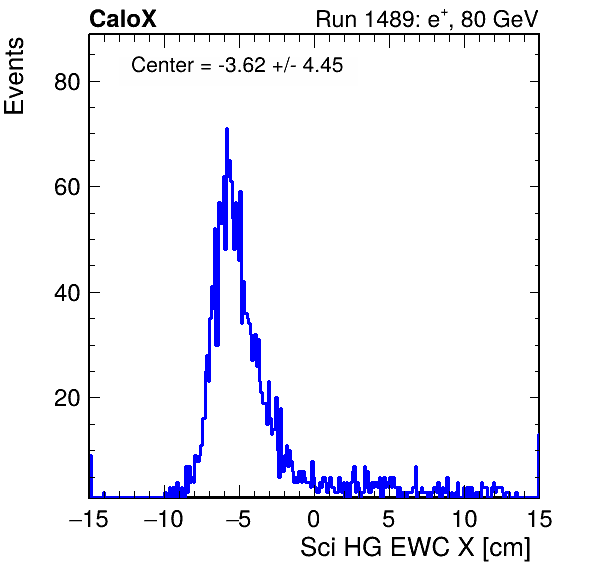 CaloX Run 1489: e⁺, 80 GeV
Center = -3.62 +/- 4.45
Events
80
60
40
20
−15 −10 −5 0 5 10 15
Sci HG EWC X [cm]